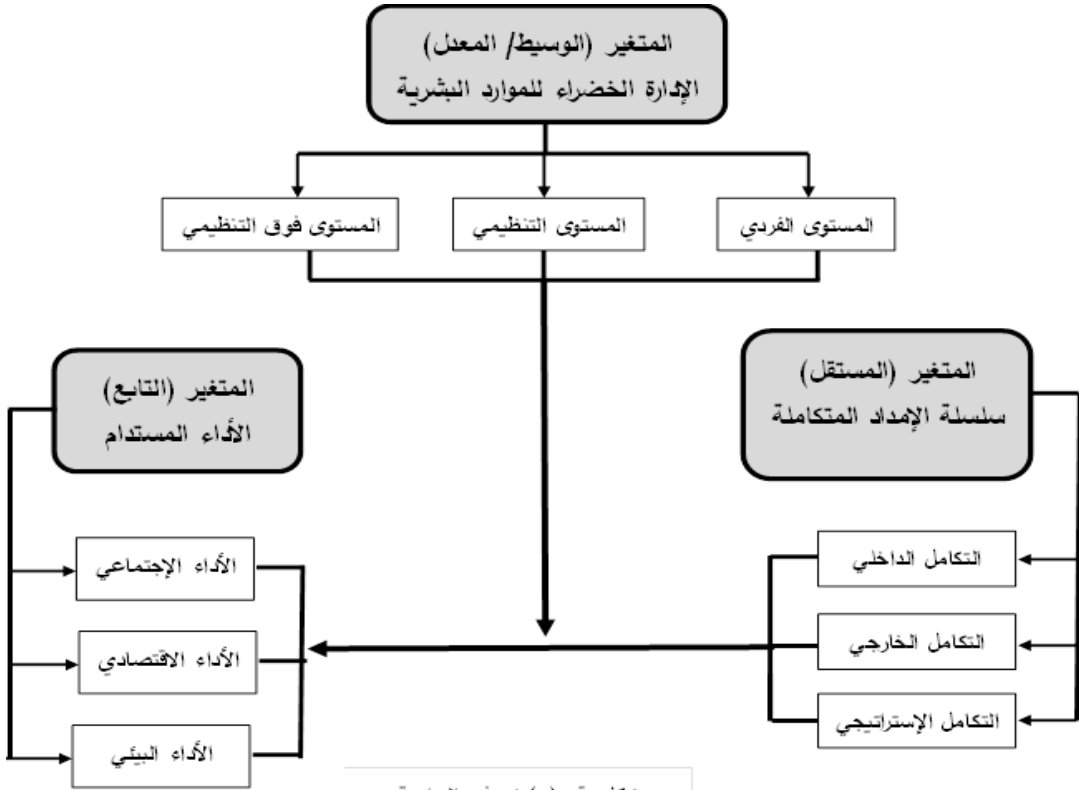 المتغير (الوسيط/ المعدل)
الإدارة الخضراء للموارد البشرية
المستوى الفردي
المستوى التنظيمي
المستوى فوق التنظيمي
المتغير (المستقل)
سلسلة الإمداد المتكاملة
المتغير (التابع)
الأداء المستدام
التكامل الداخلي
التكامل الخارجي
التكامل الإستراتيجي
الأداء الإجتماعي
الأداء الاقتصادي
الأداء البيئي